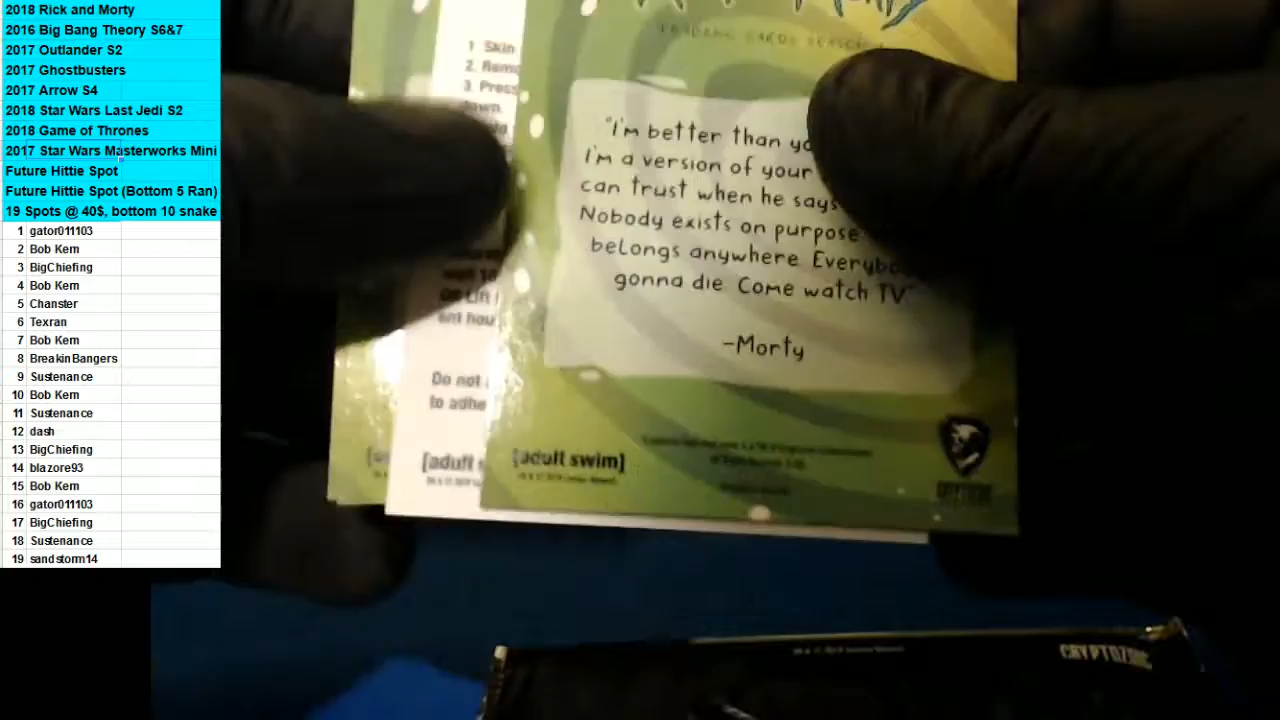 2018 Rick and Morty
2016 Big Bang Theory S6&7
2017 Outlander S2
2017 Ghostbusters
2017 Arrow S4
2018 Star Wars Last Jedi S2
2018 Game of Thrones
2017 Star Wars Masterworks Mini
Future Hittie Spot
Future Hittie Spot (Bottom 5 Ran)
19 Spots @ 40$, bottom 10 snake
1 gator011103
2 Bob Kern
3 BigChiefing
4 Bob Kern
5 Chanster
6 Texran
7 Bob Kern
8 BreakinBangers
9 Sustenance
10 Bob Kern
11 Sustenance
12 dash
13 BigChiefing
14 blazore93
15 Bob Kern
16 gator011103
17 BigChiefing
18 Sustenance
19 sandstorm14
1 Skin
2.
3. Press
Do not
to adhe
[adult
"I'm better than
I'm a version of your
can trust when he says
Nobody exists on purpose
belongs anywhere. Everybo
gonna die. Come watch TV"
-Morty
[adult swim]
CRYPTOZOIC